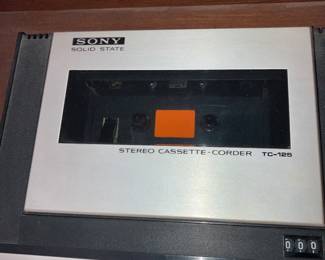 SONY
SOLID STATE
STEREO CASSETTE-CORDER TC-125
000